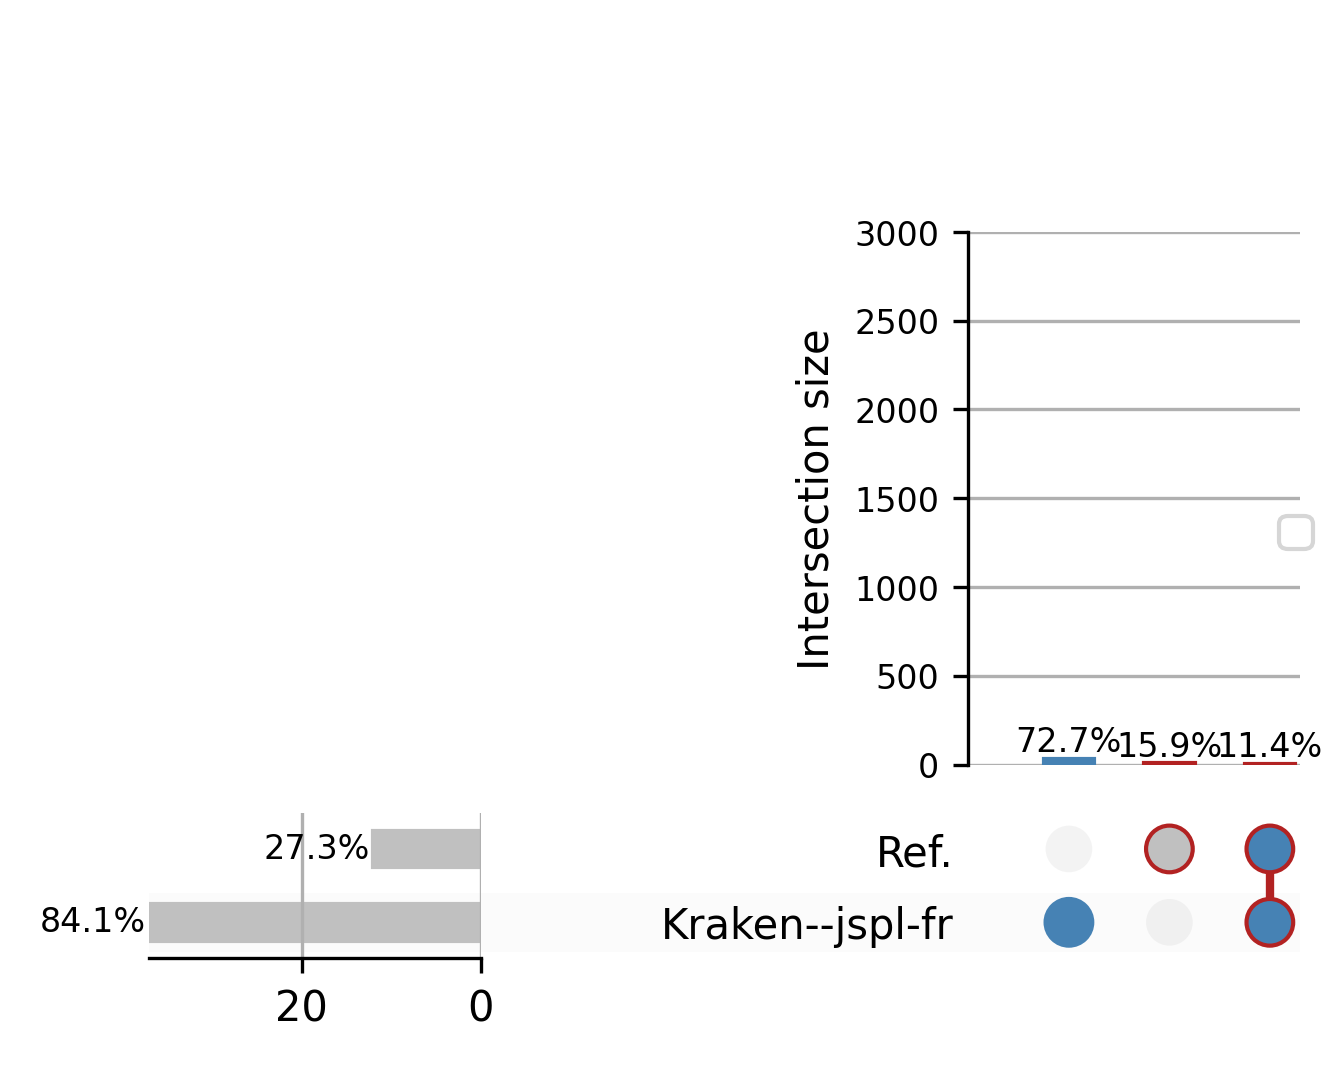 3000
2500
2000
1500
1000
500
0
Intersection size
72.7% 15.9% 11.4%
27.3%
84.1%
Ref.
Kraken--jspl-fr
20 0